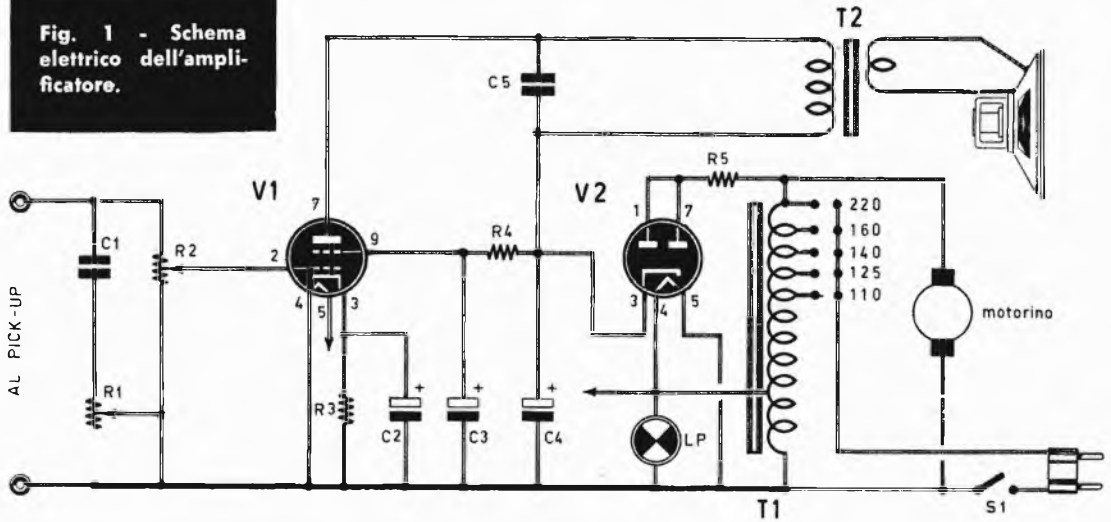 Fig. 1 - Schema
elettrico dell'ampli-
ficatore.
T2
C5
R5
V1
V2
7
1
7
220
C1
R2
9
R4
160
2
140
125
3
4
5
110
4
5
3
motorino
AL PICK-UP
R1
R3
+
+
+
C2
C3
C4
LP
T1
S1